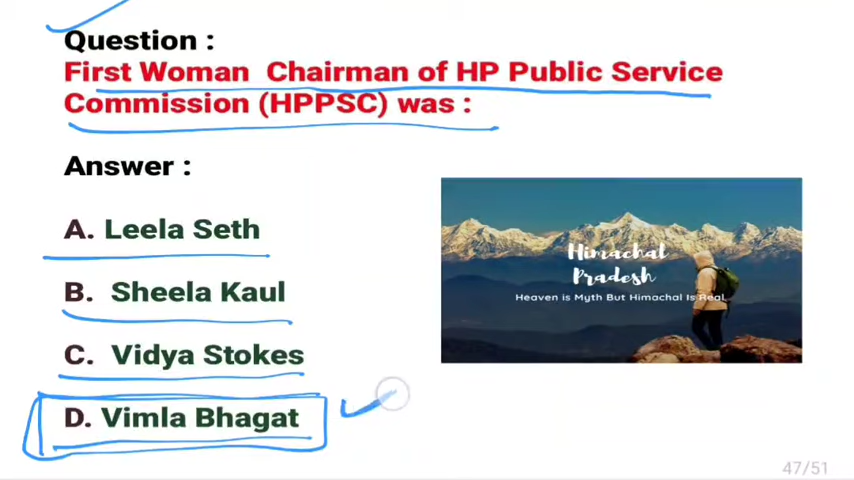 Question :
First Woman Chairman of HP Public Service
Commission (HPPSC) was :
Answer :
A. Leela Seth
B. Sheela Kaul
C. Vidya Stokes
D. Vimla Bhagat
Himachal
Pradesh
Heaven is Myth But Himachal Is Real.
47/51